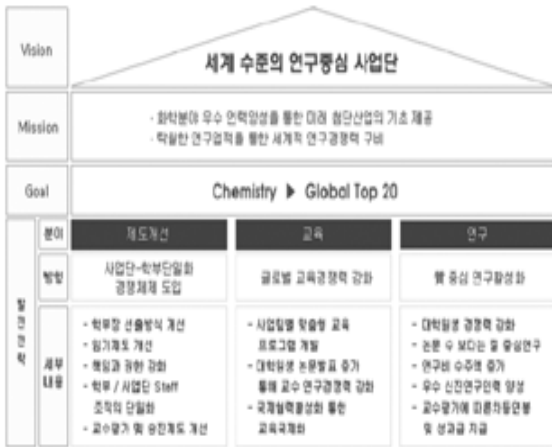 Vision
세계 수준의 연구중심 사업단
Mission
- 화학분야 우수 인력양성을 통한 미래 첨단산업의 기초 제공
- 탁월한 연구업적을 통한 세계적 연구경쟁력 구비
Goal
Chemistry ▶ Global Top 20
발전전략
분야
제도개선
교육
연구
방향
사업단-학부단일화
경쟁체제 도입
글로벌 교육경쟁력 강화
質 중심 연구활성화
세부
내용
- 학부장 선출방식 개선
- 임기제도 개선
- 책임과 권한 강화
- 학부 / 사업단 Staff
조직의 단일화
- 교수평가 및 승진제도 개선
- 사업팀별 맞춤형 교육
프로그램 개발
- 대학원생 논문발표 증가
통해 교수 연구경쟁력 강화
- 국제협력활성화 통한
교육국제화
- 대학원생 경쟁력 강화
- 논문 수 보다는 질 중심연구
- 연구비 수주액 증가
- 우수 신진연구인력 양성
- 교수평가에 따른차등연봉
및 성과급 지급